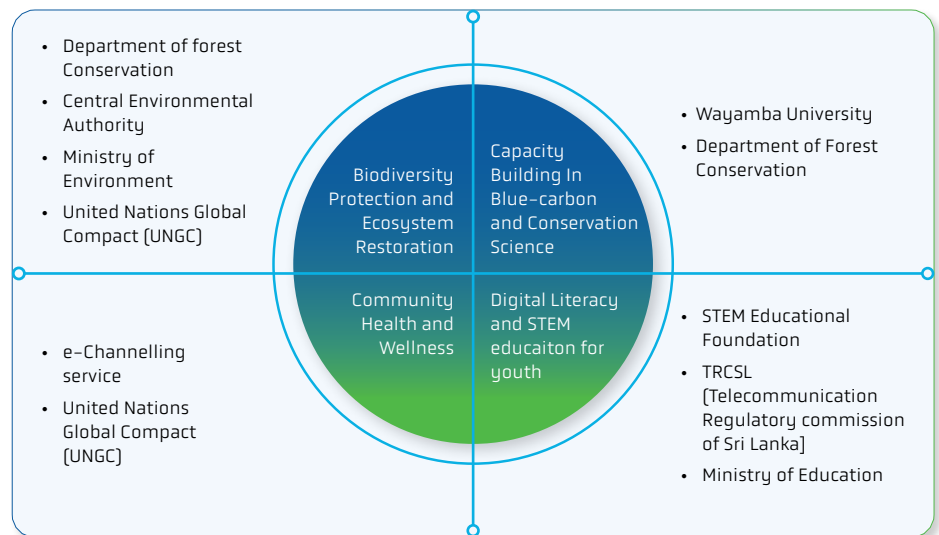 • Department of forest
Conservation
• Central Environmental
Authority
• Ministry of
Environment
• United Nations Global
Compact (UNGC)
Biodiversity
Protection and
Ecosystem
Restoration
Capacity
Building In
Blue-carbon
and Conservation
Science
• Wayamba University
• Department of Forest
Conservation
• e-Channelling
service
• United Nations
Global Compact
(UNGC)
Community
Health and
Wellness
Digital Literacy
and STEM
educaiton for
youth
• STEM Educational
Foundation
• TRCSL
(Telecommunication
Regulatory commission
of Sri Lanka]
• Ministry of Education